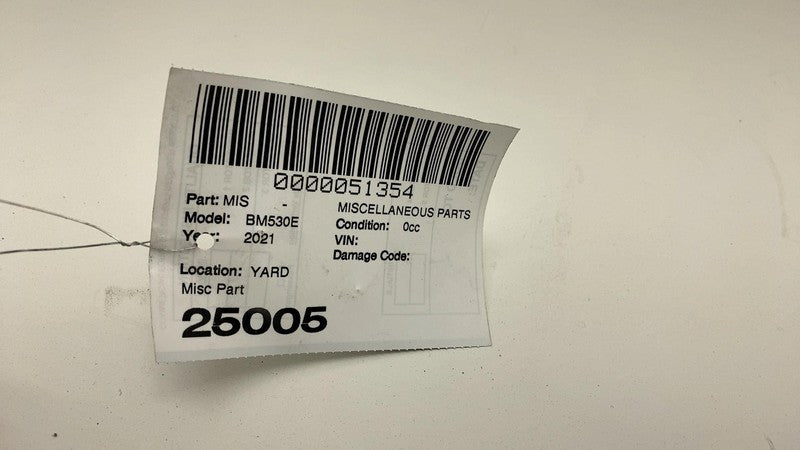 0000051354
Part: MIS - MISCELLANEOUS PARTS
Model: BM530E Condition: 0cc
Year: 2021 VIN:
Damage Code:
Location: YARD
Misc Part
25005